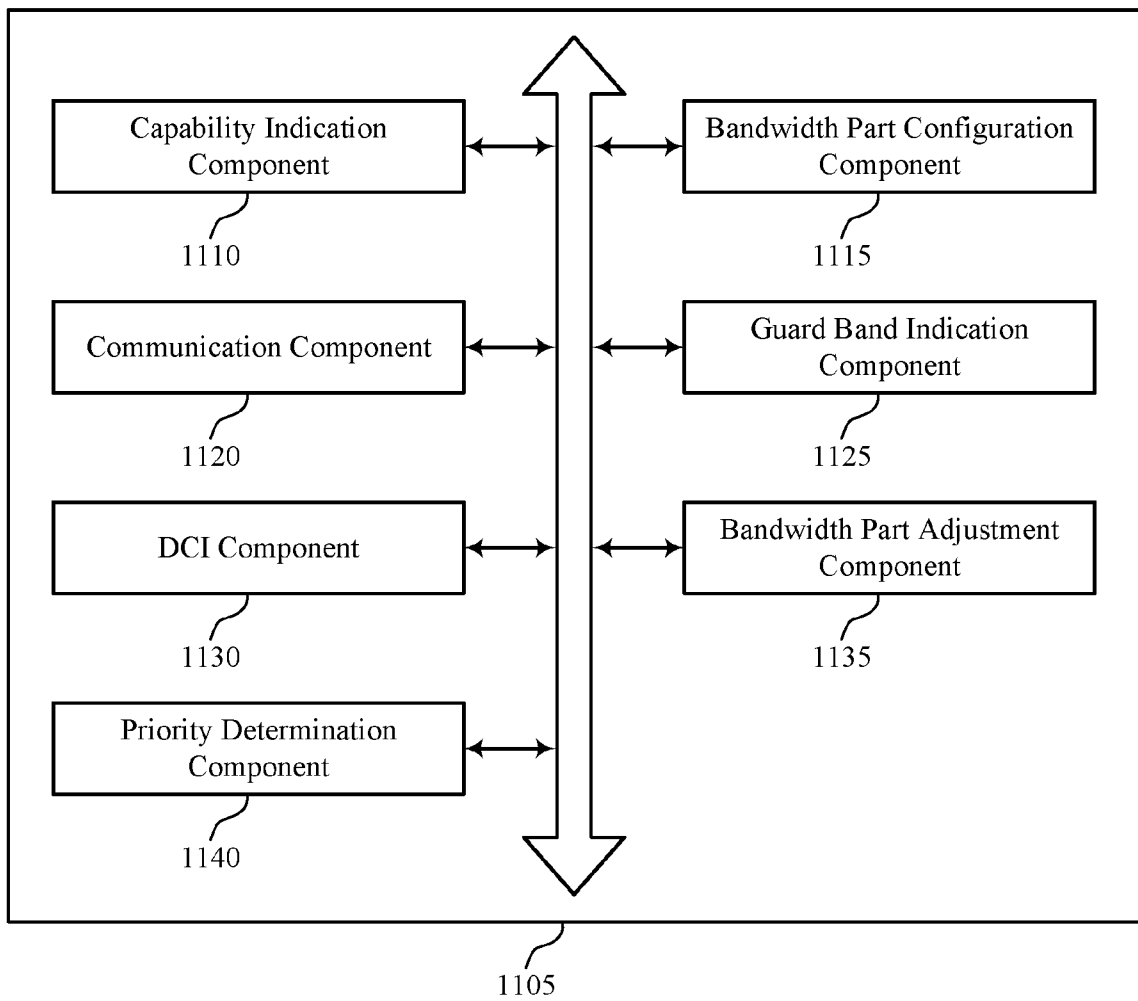 Capability Indication
Component
1110
Bandwidth Part Configuration
Component
1115
Communication Component
1120
Guard Band Indication
Component
1125
DCI Component
1130
Bandwidth Part Adjustment
Component
1135
Priority Determination
Component
1140
1105